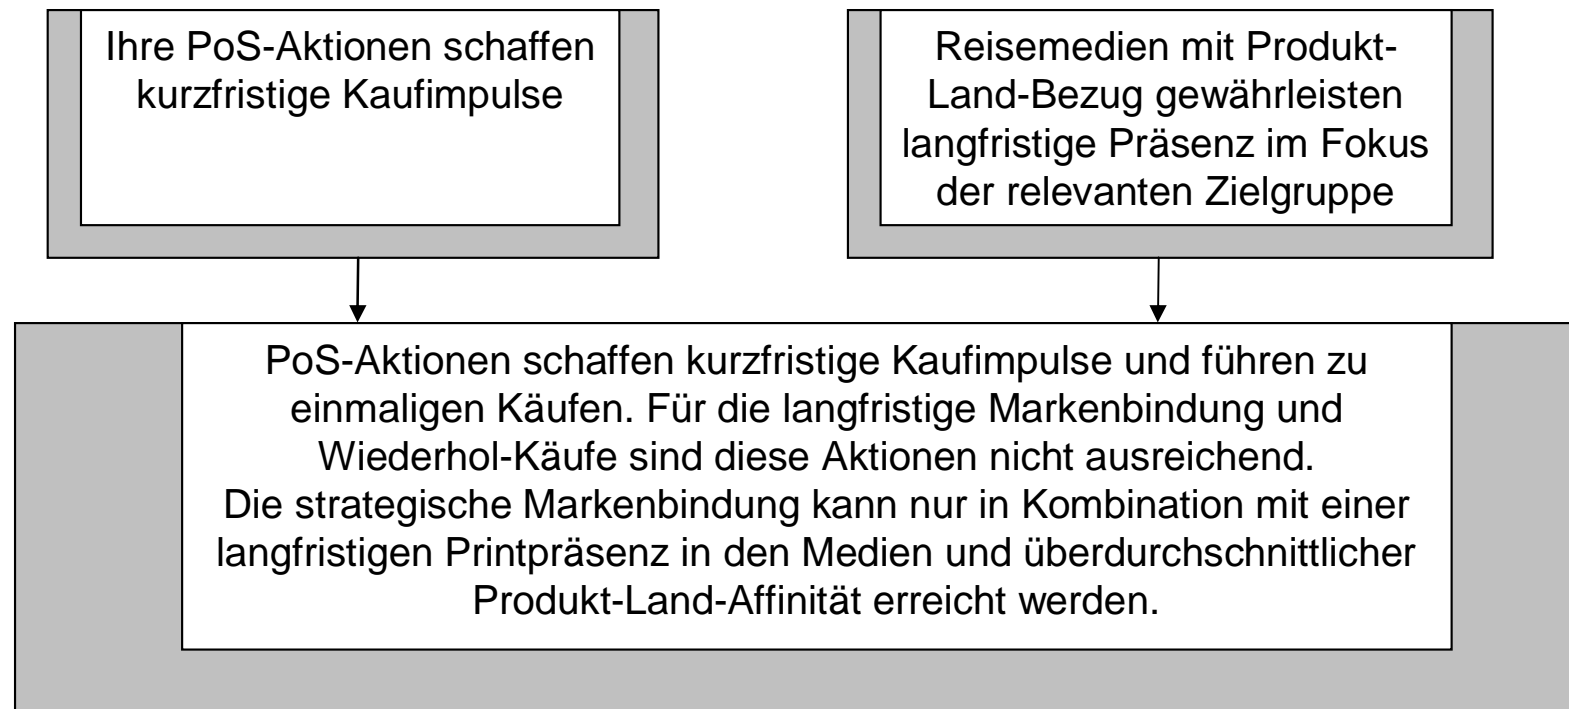 Ihre PoS-Aktionen schaffen
kurzfristige Kaufimpulse
Reisemedien mit Produkt-
Land-Bezug gewährleisten
langfristige Präsenz im Fokus
der relevanten Zielgruppe
PoS-Aktionen schaffen kurzfristige Kaufimpulse und führen zu
einmaligen Käufen. Für die langfristige Markenbindung und
Wiederhol-Käufe sind diese Aktionen nicht ausreichend.
Die strategische Markenbindung kann nur in Kombination mit einer
langfristigen Printpräsenz in den Medien und überdurchschnittlicher
Produkt-Land-Affinität erreicht werden.